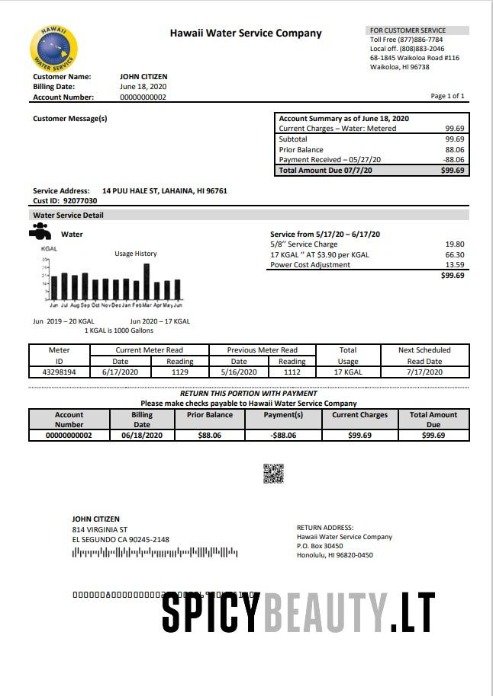 HAWAII
WATER SERVICE
Hawaii Water Service Company
FOR CUSTOMER SERVICE
Toll Free (877)886-7784
Local off. (808)883-2046
68-1845 Waikoloa Road #116
Waikoloa, HI 96738
Customer Name: JOHN CITIZEN
Billing Date: June 18, 2020
Account Number: 00000000002
Page 1 of 1
Customer Message(s)
Account Summary as of June 18, 2020
Current Charges – Water: Metered 99.69
Subtotal 99.69
Prior Balance 88.06
Payment Received – 05/27/20 -88.06
Total Amount Due 07/7/20 $99.69
Service Address: 14 PUU HALE ST, LAHAINA, HI 96761
Cust ID: 92077030
Water Service Detail
Water
Service from 5/17/20 – 6/17/20
5/8" Service Charge 19.80
17 KGAL " AT $3.90 per KGAL 66.30
Power Cost Adjustment 13.59
$99.69
KGAL
Usage History
Jun Jul Aug Sep Oct Nov Dec Jan Feb Mar Apr May Jun
Jun 2019 – 20 KGAL Jun 2020 – 17 KGAL
1 KGAL is 1000 Gallons
Meter ID Current Meter Read Previous Meter Read Total Usage Next Scheduled Read Date
Date Reading Date Reading
43298194 6/17/2020 1129 5/16/2020 1112 17 KGAL 7/17/2020
RETURN THIS PORTION WITH PAYMENT
Please make checks payable to Hawaii Water Service Company
Account Number Billing Date Prior Balance Payment(s) Current Charges Total Amount Due
00000000002 06/18/2020 $88.06 -$88.06 $99.69 $99.69
JOHN CITIZEN
814 VIRGINIA ST
EL SEGUNDO CA 90245-2148
RETURN ADDRESS:
Hawaii Water Service Company
P.O. Box 30450
Honolulu, HI 96820-0450
SPICYBEAUTY.LT